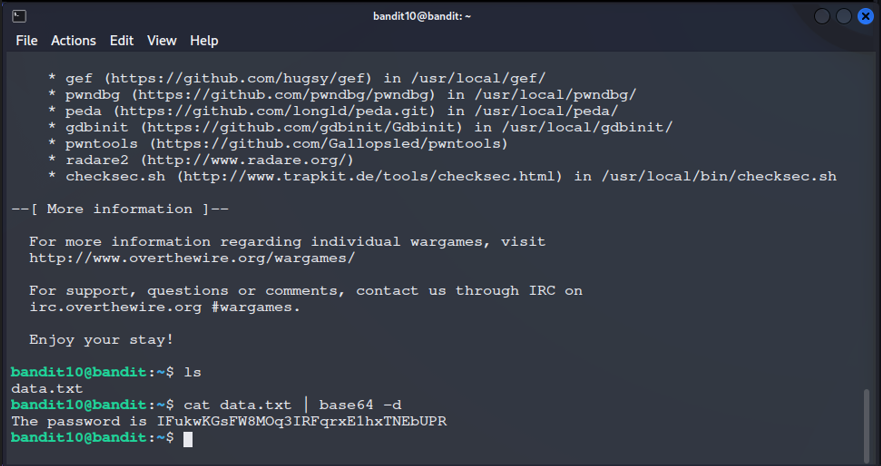 bandit10@bandit: ~
File Actions Edit View Help
* gef (https://github.com/hugsy/gef) in /usr/local/gef/
* pwndbg (https://github.com/pwndbg/pwndbg) in /usr/local/pwndbg/
* peda (https://github.com/longld/peda.git) in /usr/local/peda/
* gdbinit (https://github.com/gdbinit/Gdbinit) in /usr/local/gdbinit/
* pwntools (https://github.com/Gallopsled/pwntools)
* radare2 (http://www.radare.org/)
* checksec.sh (http://www.trapkit.de/tools/checksec.html) in /usr/local/bin/checksec.sh
--[ More information ]--
For more information regarding individual wargames, visit
http://www.overthewire.org/wargames/
For support, questions or comments, contact us through IRC on
irc.overthewire.org #wargames.
Enjoy your stay!
bandit10@bandit:~$ ls
data.txt
bandit10@bandit:~$ cat data.txt | base64 -d
The password is IFukwKGsFW8MOq3IRFqrxE1hxTNEbUPR
bandit10@bandit:~$